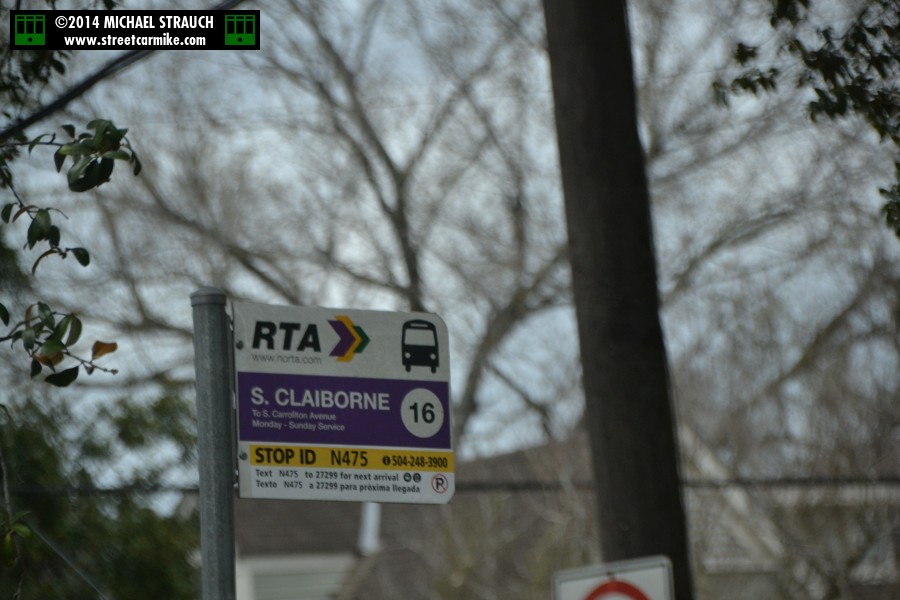 ©2014 MICHAEL STRAUCH
www.streetcarmike.com
RTA
www.norta.com
S. CLAIBORNE
To S. Carrollton Avenue
Monday - Sunday Service
16
STOP ID N475 504-248-3900
Text N475 to 27299 for next arrival
Texto N475 a 27299 para próxima llegada
P